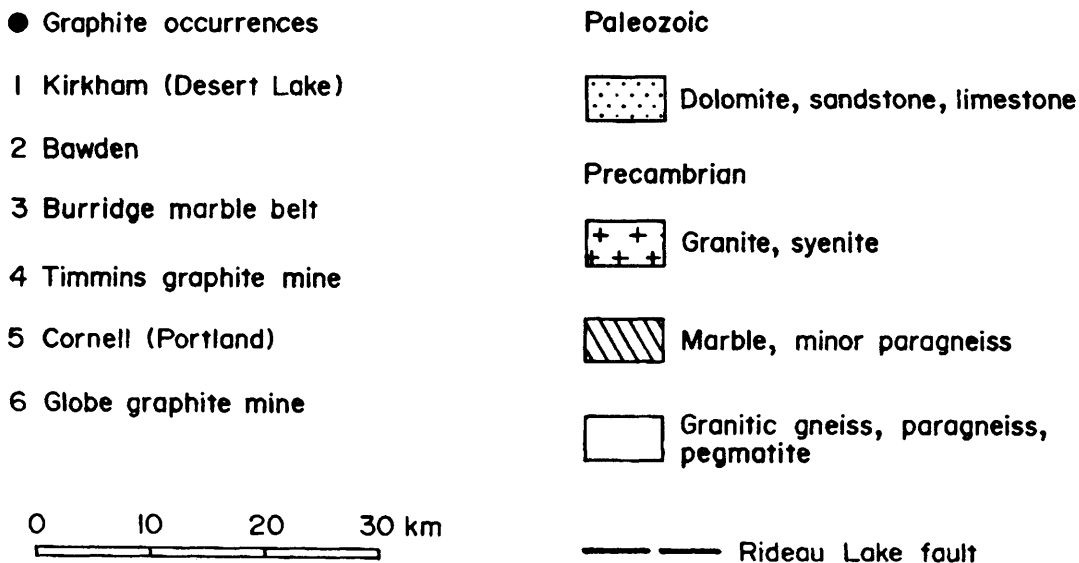 Graphite occurrences
1 Kirkham (Desert Lake)
2 Bawden
3 Burridge marble belt
4 Timmins graphite mine
5 Cornell (Portland)
6 Globe graphite mine
0 10 20 30 km
Paleozoic
Dolomite, sandstone, limestone
Precambrian
Granite, syenite
Marble, minor paragneiss
Granitic gneiss, paragneiss,
pegmatite
Rideau Lake fault